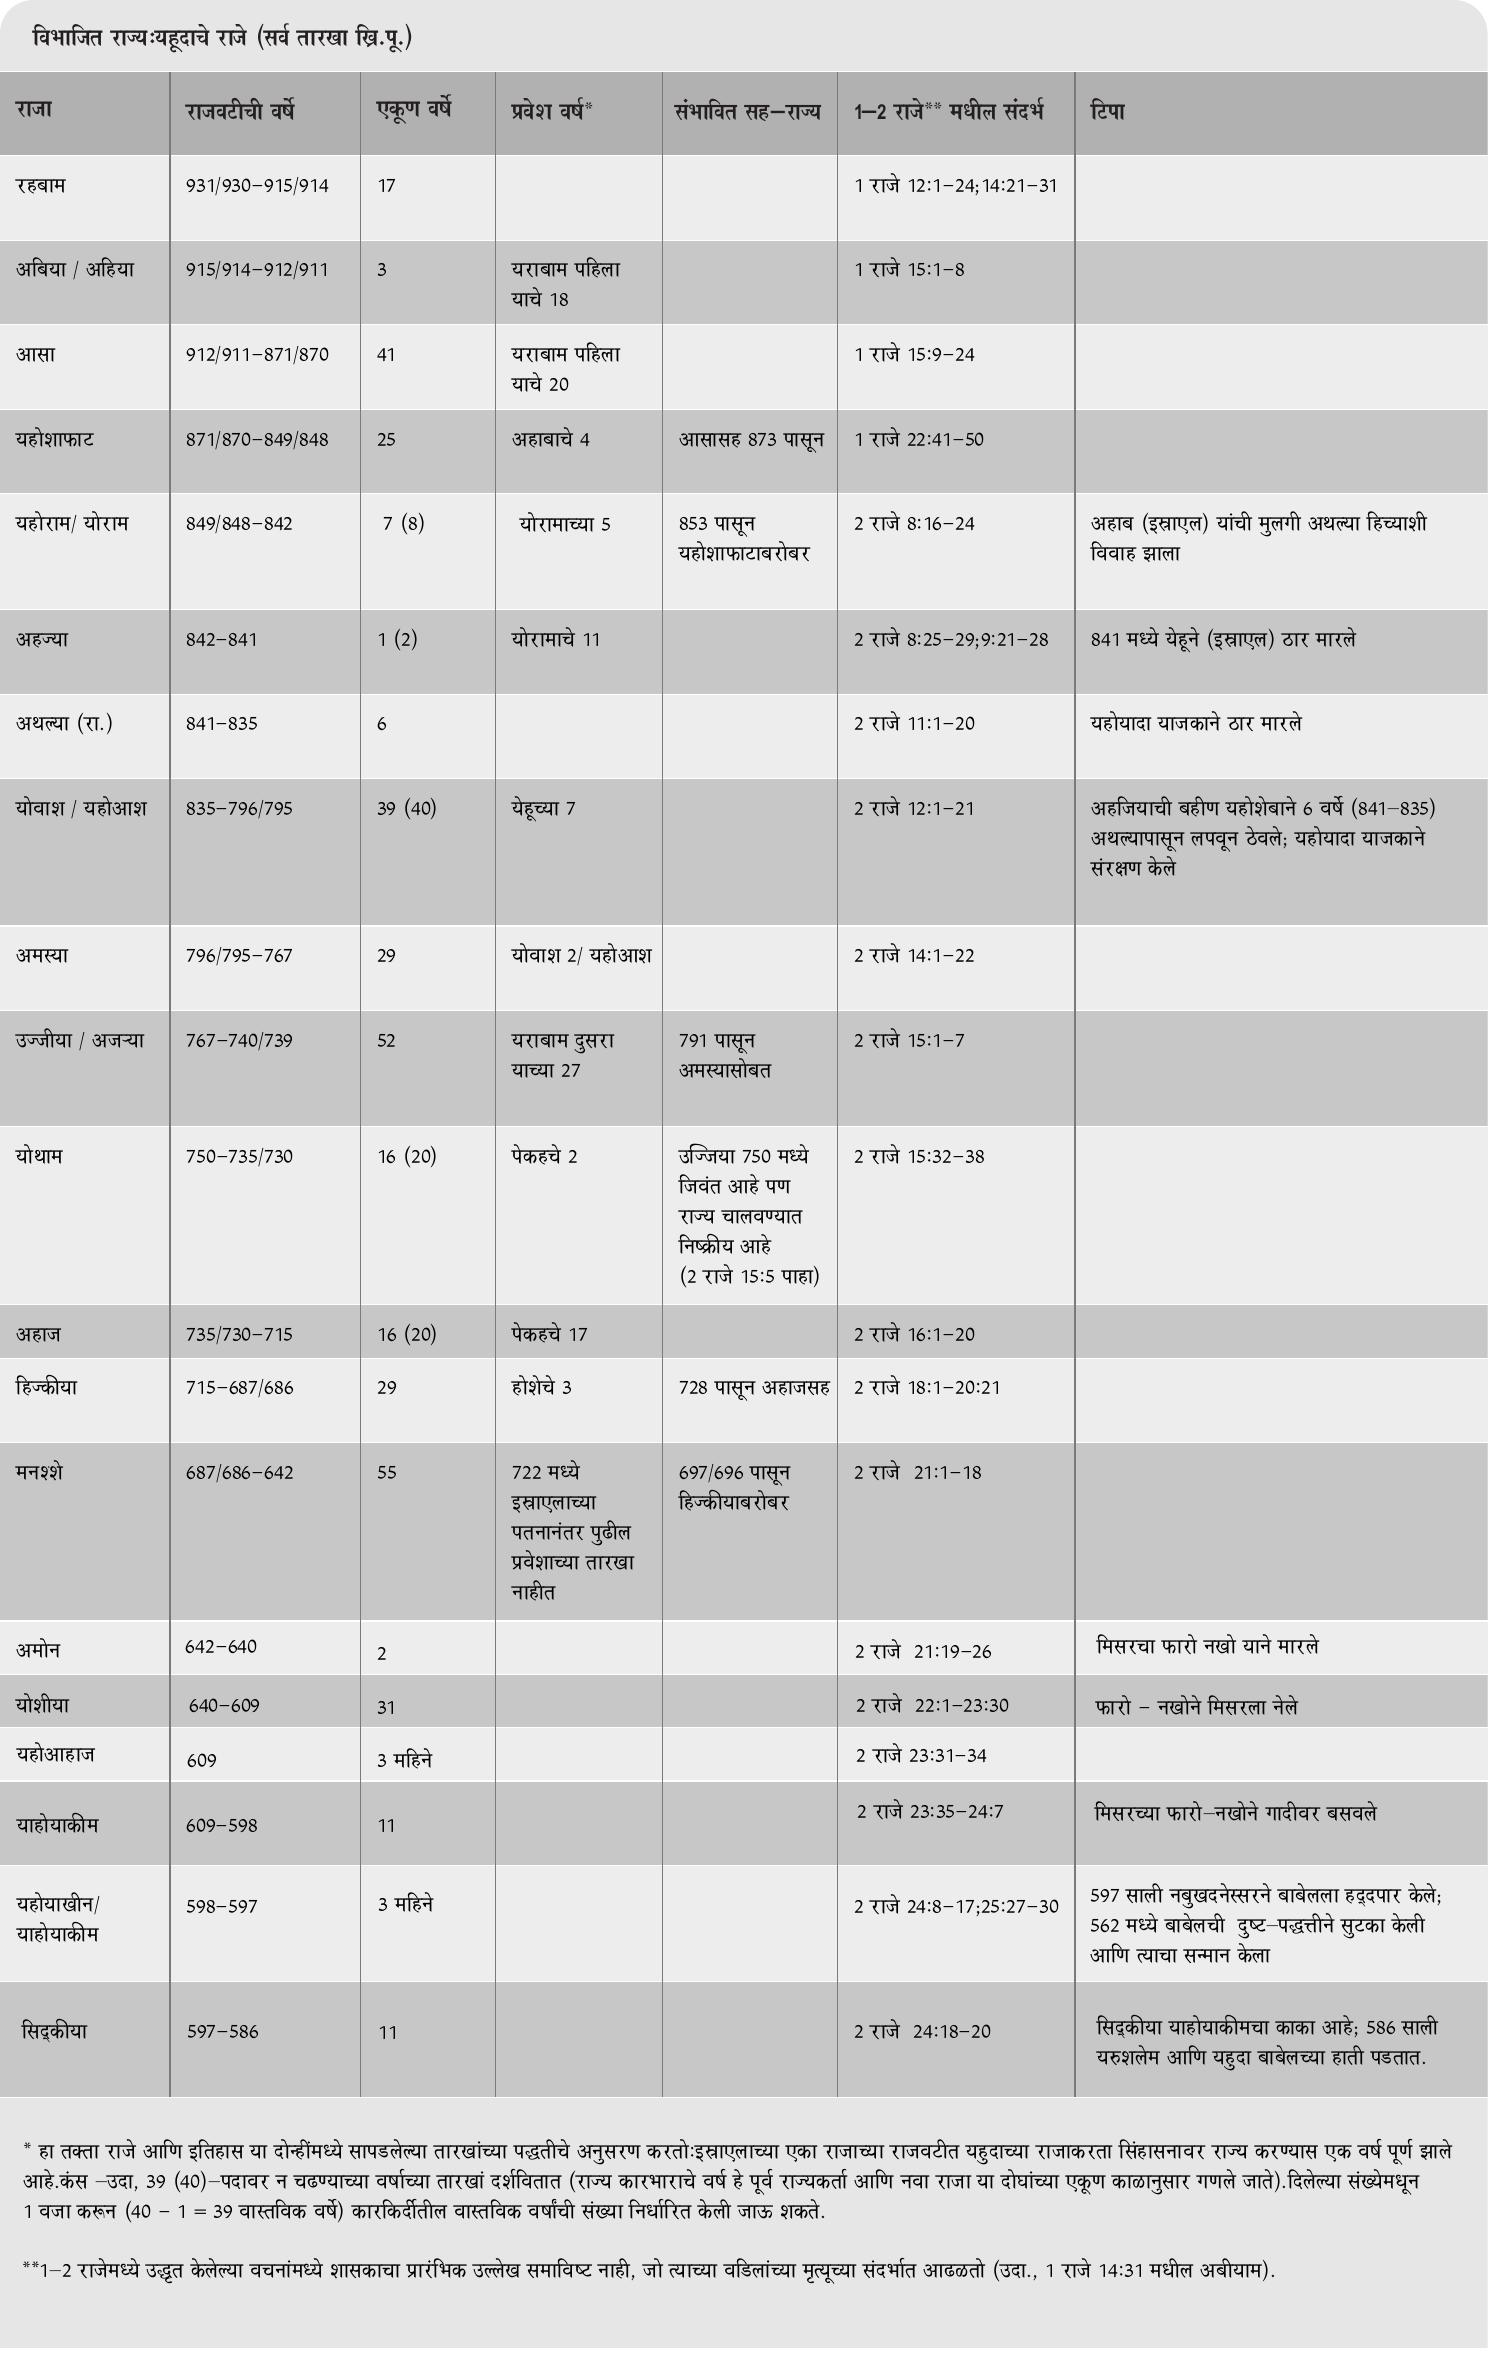 विभाजित राज्य:यहूदाचे राजे (सर्व तारखा ख्रि.पू.)
राजा राजवटीची वर्षे एकूण वर्षे प्रवेश वर्ष* संभावित सह–राज्य 1–2 राजे** मधील संदर्भ टिपा
रहबाम 931/930–915/914 17 1 राजे 12:1–24;14:21–31
अबिया / अहिया 915/914–912/911 3 यराबाम पहिला 1 राजे 15:1–8
याचे 18
आसा 912/911–871/870 41 यराबाम पहिला 1 राजे 15:9–24
याचे 20
यहोशाफाट 871/870–849/848 25 अहाबाचे 4 आसासह 873 पासून 1 राजे 22:41–50
यहोराम/ योराम 849/848–842 7 (8) योरामाच्या 5 853 पासून 2 राजे 8:16–24 अहाब (इस्राएल) यांची मुलगी अथल्या हिच्याशी
यहोशाफाटाबरोबर विवाह झाला
अहज्या 842–841 1 (2) योरामाचे 11 2 राजे 8:25–29;9:21–28 841 मध्ये येहूने (इस्राएल) ठार मारले
अथल्या (रा.) 841–835 6 2 राजे 11:1–20 यहोयादा याजकाने ठार मारले
योवाश / यहोआश 835–796/795 39 (40) येहूच्या 7 2 राजे 12:1–21 अहजियाची बहीण यहोशेबाने 6 वर्षे (841–835)
अथल्यापासून लपवून ठेवले; यहोयादा याजकाने
संरक्षण केले
अमस्या 796/795–767 29 योवाश 2/ यहोआश 2 राजे 14:1–22
उज्जीया / अजऱ्या 767–740/739 52 यराबाम दुसरा 791 पासून 2 राजे 15:1–7
याच्या 27 अमस्यासोबत
योथाम 750–735/730 16 (20) पेकहचे 2 उज्जिया 750 मध्ये 2 राजे 15:32–38
जिवंत आहे पण
राज्य चालवण्यात
निष्क्रीय आहे
(2 राजे 15:5 पाहा)
अहाज 735/730–715 16 (20) पेकहचे 17 2 राजे 16:1–20
हिज्कीया 715–687/686 29 होशेचे 3 728 पासून अहाजसह 2 राजे 18:1–20:21
मनश्शे 687/686–642 55 722 मध्ये 697/696 पासून 2 राजे 21:1–18
इस्राएलाच्या हिज्कीयाबरोबर
पतनानंतर पुढील
प्रवेशाच्या तारखा
नाहीत
अमोन 642–640 2 2 राजे 21:19–26 मिसरचा फारो नखो याने मारले
योशीया 640–609 31 2 राजे 22:1–23:30 फारो – नखोने मिसरला नेले
यहोआहाज 609 3 महिने 2 राजे 23:31–34
याहोयाकीम 609–598 11 2 राजे 23:35–24:7 मिसरच्या फारो–नखोने गादीवर बसवले
यहोयाखीन/ 598–597 3 महिने 2 राजे 24:8–17;25:27–30 597 साली नबुखदनेस्सरने बाबेलला हद्दपार केले;
याहोयाकीम 562 मध्ये बाबेलची दुष्ट–पद्धत्तीने सुटका केली
आणि त्याचा सन्मान केला
सिद्कीया 597–586 11 2 राजे 24:18–20 सिद्कीया याहोयाकीमचा काका आहे; 586 साली
यरुशलेम आणि यहुदा बाबेलच्या हाती पडतात.
* हा तक्ता राजे आणि इतिहास या दोन्हींमध्ये सापडलेल्या तारखांच्या पद्धतीचे अनुसरण करतो:इस्राएलाच्या एका राजाच्या राजवटीत यहुदाच्या राजाकरता सिंहासनावर राज्य करण्यास एक वर्ष पूर्ण झाले
आहे.कंस –उदा, 39 (40)–पदावर न चढण्याच्या वर्षाच्या तारखां दर्शवितात (राज्य कारभाराचे वर्ष हे पूर्व राज्यकर्ता आणि नवा राजा या दोघांच्या एकूण काळानुसार गणले जाते).दिलेल्या संख्येमधून
1 वजा करून (40 – 1 = 39 वास्तविक वर्षे) कारकिर्दीतील वास्तविक वर्षांची संख्या निर्धारित केली जाऊ शकते.
**1–2 राजेमध्ये उद्धृत केलेल्या वचनांमध्ये शासकाचा प्रारंभिक उल्लेख समाविष्ट नाही, जो त्याच्या वडिलांच्या मृत्यूच्या संदर्भात आढळतो (उदा., 1 राजे 14:31 मधील अबीयाम).